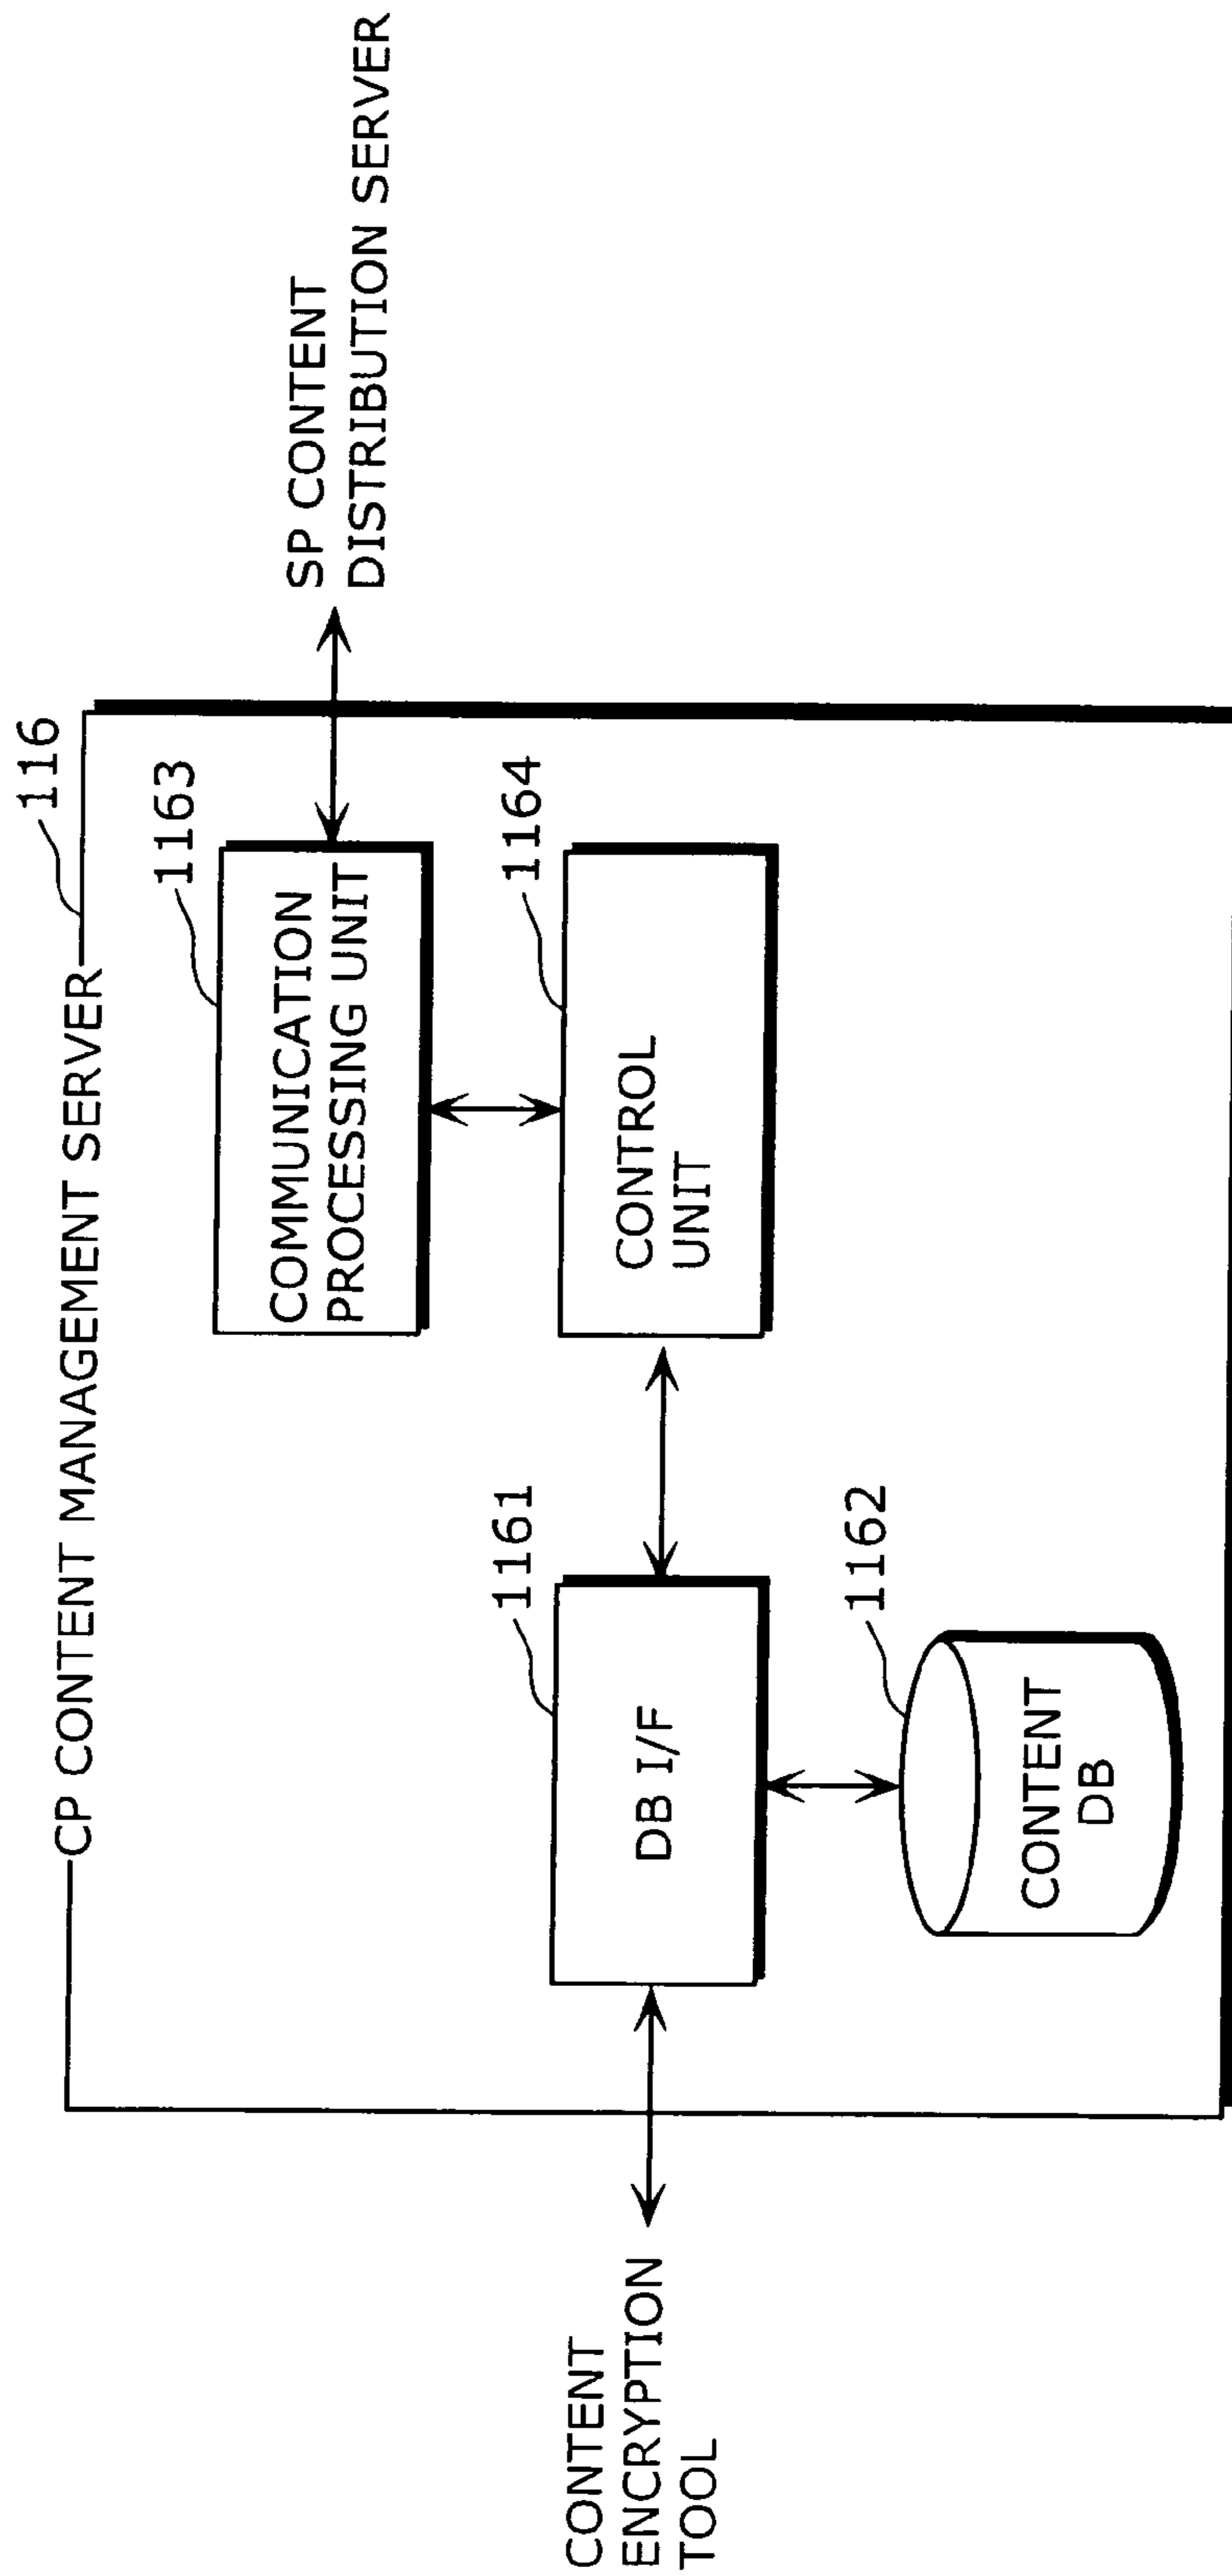 CP CONTENT MANAGEMENT SERVER
116
1163
COMMUNICATION
PROCESSING UNIT
SP CONTENT
DISTRIBUTION SERVER
1161
DB I/F
1164
CONTROL
UNIT
CONTENT
ENCRYPTION
TOOL
1162
CONTENT
DB